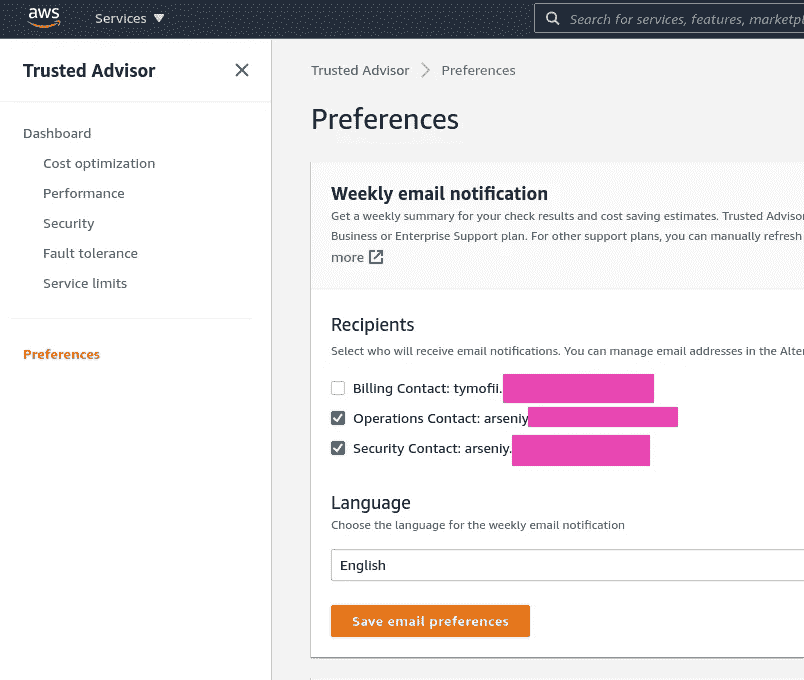 aws
Services ▼
Search for services, features, marketpl
Trusted Advisor
Dashboard
Cost optimization
Performance
Security
Fault tolerance
Service limits
Preferences
Trusted Advisor > Preferences
Preferences
Weekly email notification
Get a weekly summary for your check results and cost saving estimates. Trusted Advisor
Business or Enterprise Support plan. For other support plans, you can manually refresh
more
Recipients
Select who will receive email notifications. You can manage email addresses in the Alter
Billing Contact: tymofii.
Operations Contact: arseniy
Security Contact: arseniy.
Language
Choose the language for the weekly email notification
English
Save email preferences